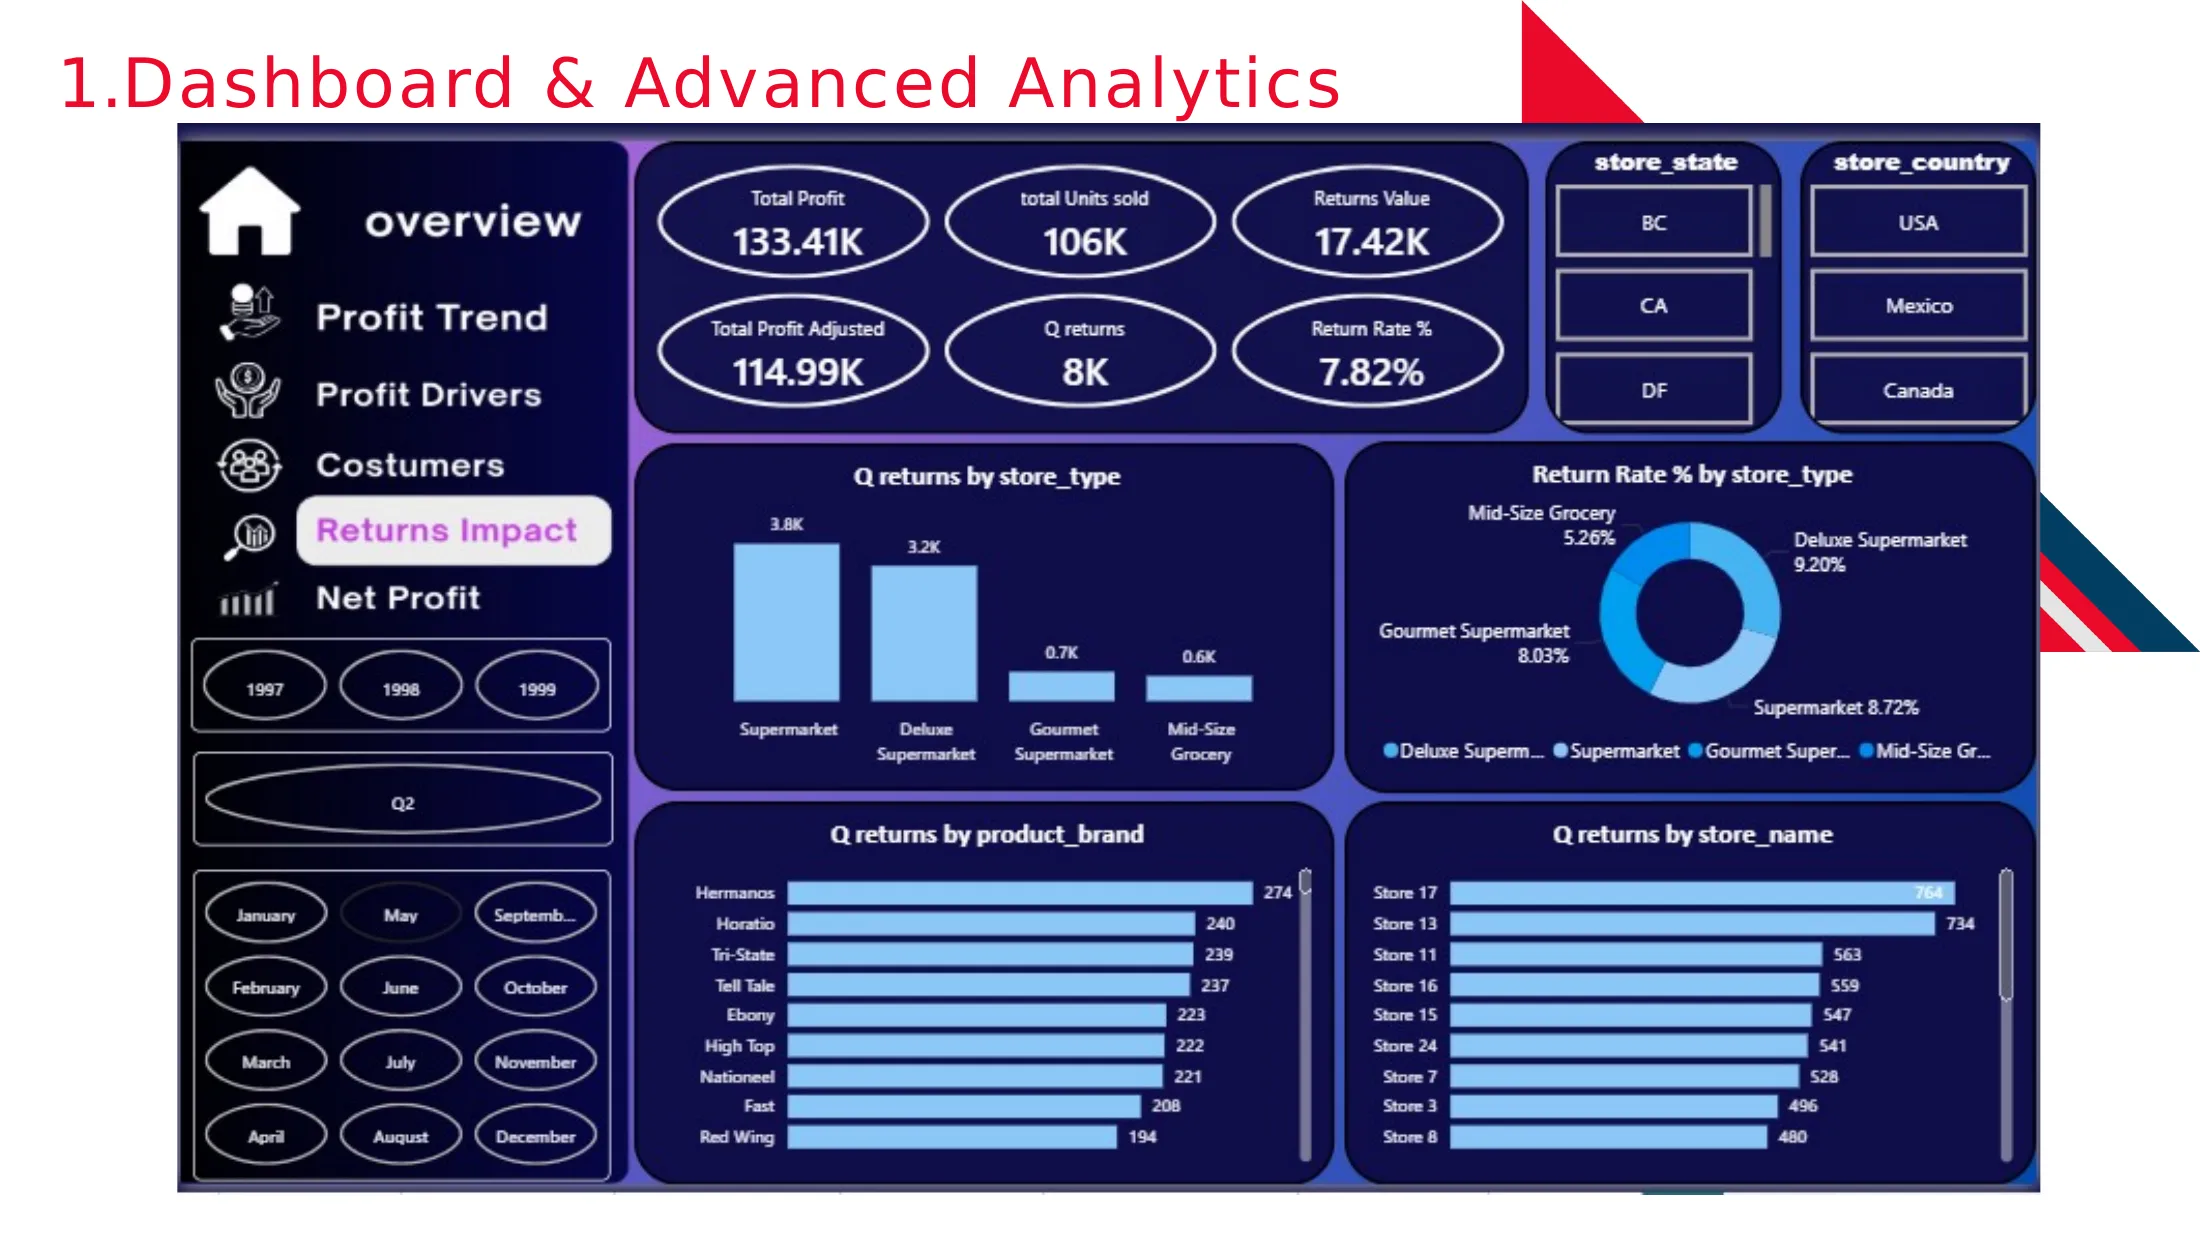 1.Dashboard & Advanced Analytics
overview
Profit Trend
Profit Drivers
Costumers
Returns Impact
Net Profit
1997 1998 1999
Q2
January May Septemb...
February June October
March July November
April August December
Total Profit
133.41K
total Units sold
106K
Returns Value
17.42K
Total Profit Adjusted
114.99K
Q returns
8K
Return Rate %
7.82%
store_state
BC
CA
DF
store_country
USA
Mexico
Canada
Q returns by store_type
3.8K
3.2K
0.7K
0.6K
Supermarket
Deluxe
Supermarket
Gourmet
Supermarket
Mid-Size
Grocery
Return Rate % by store_type
Mid-Size Grocery
5.26%
Deluxe Supermarket
9.20%
Gourmet Supermarket
8.03%
Supermarket 8.72%
Deluxe Superm... Supermarket Gourmet Super... Mid-Size Gr...
Q returns by product_brand
Hermanos 274
Horatio 240
Tri-State 239
Tell Tale 237
Ebony 223
High Top 222
Nationeel 221
Fast 208
Red Wing 194
Q returns by store_name
Store 17 764
Store 13 734
Store 11 563
Store 16 559
Store 15 547
Store 24 541
Store 7 528
Store 3 496
Store 8 480